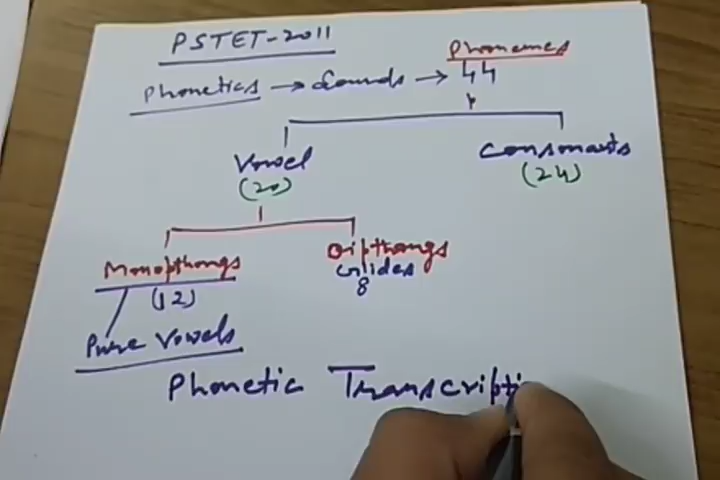 PSTET-2011
Phonemes
Phonetics → Sounds → 44
Vowel
Consonants
(20)
(24)
Monopthongs
Dipthongs
(12)
Glides
8
Pure Vowels
Phonetic Transcripti